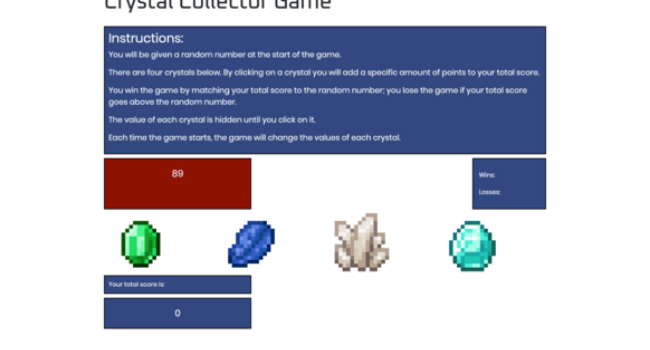 Crystal Collector Game
Instructions:
You will be given a random number at the start of the game.
There are four crystals below. By clicking on a crystal you will add a specific amount of points to your total score.
You win the game by matching your total score to the random number; you lose the game if your total score
goes above the random number.
The value of each crystal is hidden until you click on it.
Each time the game starts, the game will change the values of each crystal.
89
Wins:
Losses:
Your total score is:
0